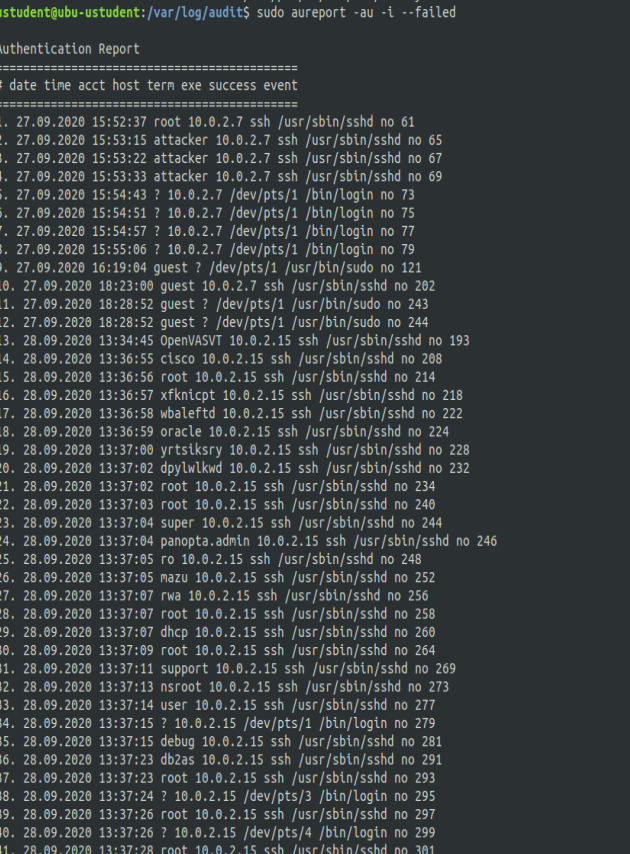 ustudent@ubu-ustudent:/var/log/audit$ sudo aureport -au -i --failed
Authentication Report
============================================
# date time acct host term exe success event
============================================
1. 27.09.2020 15:52:37 root 10.0.2.7 ssh /usr/sbin/sshd no 61
2. 27.09.2020 15:53:15 attacker 10.0.2.7 ssh /usr/sbin/sshd no 65
3. 27.09.2020 15:53:22 attacker 10.0.2.7 ssh /usr/sbin/sshd no 67
4. 27.09.2020 15:53:33 attacker 10.0.2.7 ssh /usr/sbin/sshd no 69
5. 27.09.2020 15:54:43 ? 10.0.2.7 /dev/pts/1 /bin/login no 73
6. 27.09.2020 15:54:51 ? 10.0.2.7 /dev/pts/1 /bin/login no 75
7. 27.09.2020 15:54:57 ? 10.0.2.7 /dev/pts/1 /bin/login no 77
8. 27.09.2020 15:55:06 ? 10.0.2.7 /dev/pts/1 /bin/login no 79
9. 27.09.2020 16:19:04 guest ? /dev/pts/1 /usr/bin/sudo no 121
10. 27.09.2020 18:23:00 guest 10.0.2.7 ssh /usr/sbin/sshd no 202
11. 27.09.2020 18:28:52 guest ? /dev/pts/1 /usr/bin/sudo no 243
12. 27.09.2020 18:28:52 guest ? /dev/pts/1 /usr/bin/sudo no 244
13. 28.09.2020 13:34:45 OpenVASVT 10.0.2.15 ssh /usr/sbin/sshd no 193
14. 28.09.2020 13:36:55 cisco 10.0.2.15 ssh /usr/sbin/sshd no 208
15. 28.09.2020 13:36:56 root 10.0.2.15 ssh /usr/sbin/sshd no 214
16. 28.09.2020 13:36:57 xfknicpt 10.0.2.15 ssh /usr/sbin/sshd no 218
17. 28.09.2020 13:36:58 wbaleftd 10.0.2.15 ssh /usr/sbin/sshd no 222
18. 28.09.2020 13:36:59 oracle 10.0.2.15 ssh /usr/sbin/sshd no 224
19. 28.09.2020 13:37:00 yrtsiksry 10.0.2.15 ssh /usr/sbin/sshd no 228
20. 28.09.2020 13:37:02 dpylwlkwd 10.0.2.15 ssh /usr/sbin/sshd no 232
21. 28.09.2020 13:37:02 root 10.0.2.15 ssh /usr/sbin/sshd no 234
22. 28.09.2020 13:37:03 root 10.0.2.15 ssh /usr/sbin/sshd no 240
23. 28.09.2020 13:37:04 super 10.0.2.15 ssh /usr/sbin/sshd no 244
24. 28.09.2020 13:37:04 panopta.admin 10.0.2.15 ssh /usr/sbin/sshd no 246
25. 28.09.2020 13:37:05 ro 10.0.2.15 ssh /usr/sbin/sshd no 248
26. 28.09.2020 13:37:05 mazu 10.0.2.15 ssh /usr/sbin/sshd no 252
27. 28.09.2020 13:37:07 rwa 10.0.2.15 ssh /usr/sbin/sshd no 256
28. 28.09.2020 13:37:07 root 10.0.2.15 ssh /usr/sbin/sshd no 258
29. 28.09.2020 13:37:07 dhcp 10.0.2.15 ssh /usr/sbin/sshd no 260
30. 28.09.2020 13:37:09 root 10.0.2.15 ssh /usr/sbin/sshd no 264
31. 28.09.2020 13:37:11 support 10.0.2.15 ssh /usr/sbin/sshd no 269
32. 28.09.2020 13:37:13 nsroot 10.0.2.15 ssh /usr/sbin/sshd no 273
33. 28.09.2020 13:37:14 user 10.0.2.15 ssh /usr/sbin/sshd no 277
34. 28.09.2020 13:37:15 ? 10.0.2.15 /dev/pts/1 /bin/login no 279
35. 28.09.2020 13:37:15 debug 10.0.2.15 ssh /usr/sbin/sshd no 281
36. 28.09.2020 13:37:23 db2as 10.0.2.15 ssh /usr/sbin/sshd no 291
37. 28.09.2020 13:37:23 root 10.0.2.15 ssh /usr/sbin/sshd no 293
38. 28.09.2020 13:37:24 ? 10.0.2.15 /dev/pts/3 /bin/login no 295
39. 28.09.2020 13:37:26 root 10.0.2.15 ssh /usr/sbin/sshd no 297
40. 28.09.2020 13:37:26 ? 10.0.2.15 /dev/pts/4 /bin/login no 299
41. 28.09.2020 13:37:28 root 10.0.2.15 ssh /usr/sbin/sshd no 301